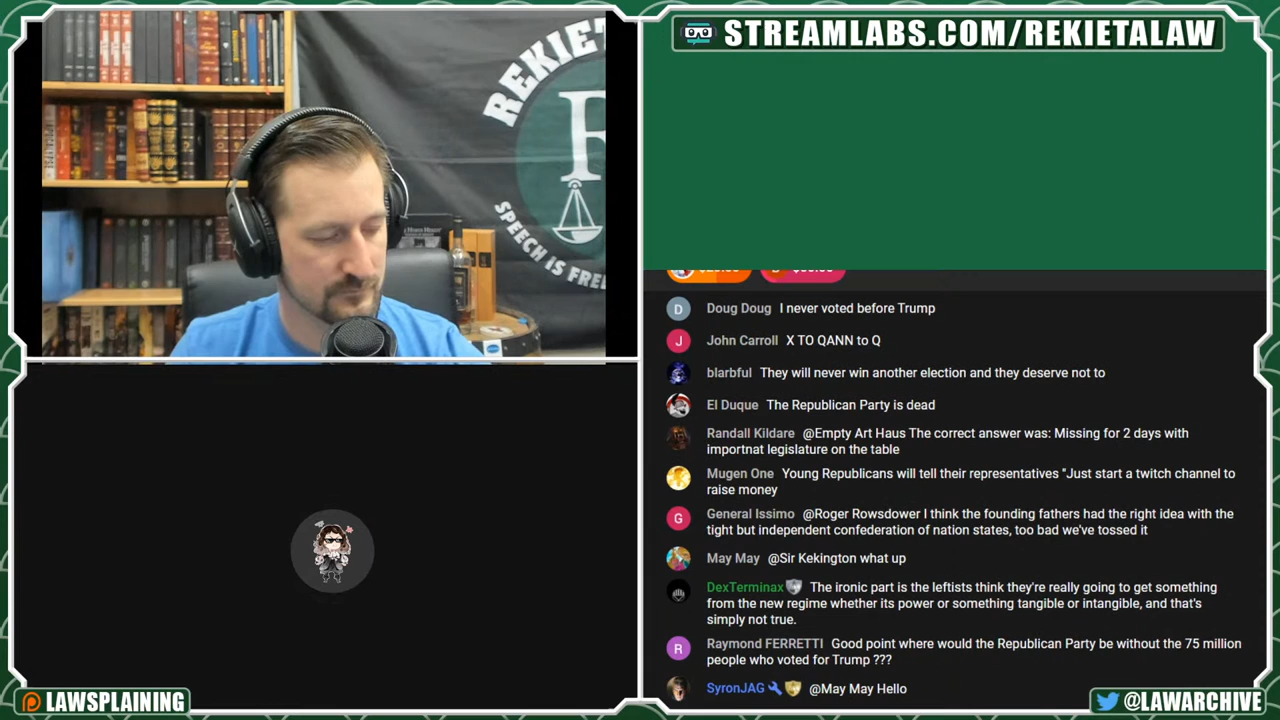 STREAMLABS.COM/REKIETALAW
REKIET
R
SPEECH IS FREE
Doug Doug I never voted before Trump
John Carroll X TO QANN to Q
blarbful They will never win another election and they deserve not to
El Duque The Republican Party is dead
Randall Kildare @Empty Art Haus The correct answer was: Missing for 2 days with
importnat legislature on the table
Mugen One Young Republicans will tell their representatives "Just start a twitch channel to
raise money
General Issimo @Roger Rowsdower I think the founding fathers had the right idea with the
tight but independent confederation of nation states, too bad we've tossed it
May May @Sir Kekington what up
DexTerminax The ironic part is the leftists think they're really going to get something
from the new regime whether its power or something tangible or intangible, and that's
simply not true.
Raymond FERRETTI Good point where would the Republican Party be without the 75 million
people who voted for Trump ???
SyronJAG @May May Hello
LAWSPLAINING
@LAWARCHIVE